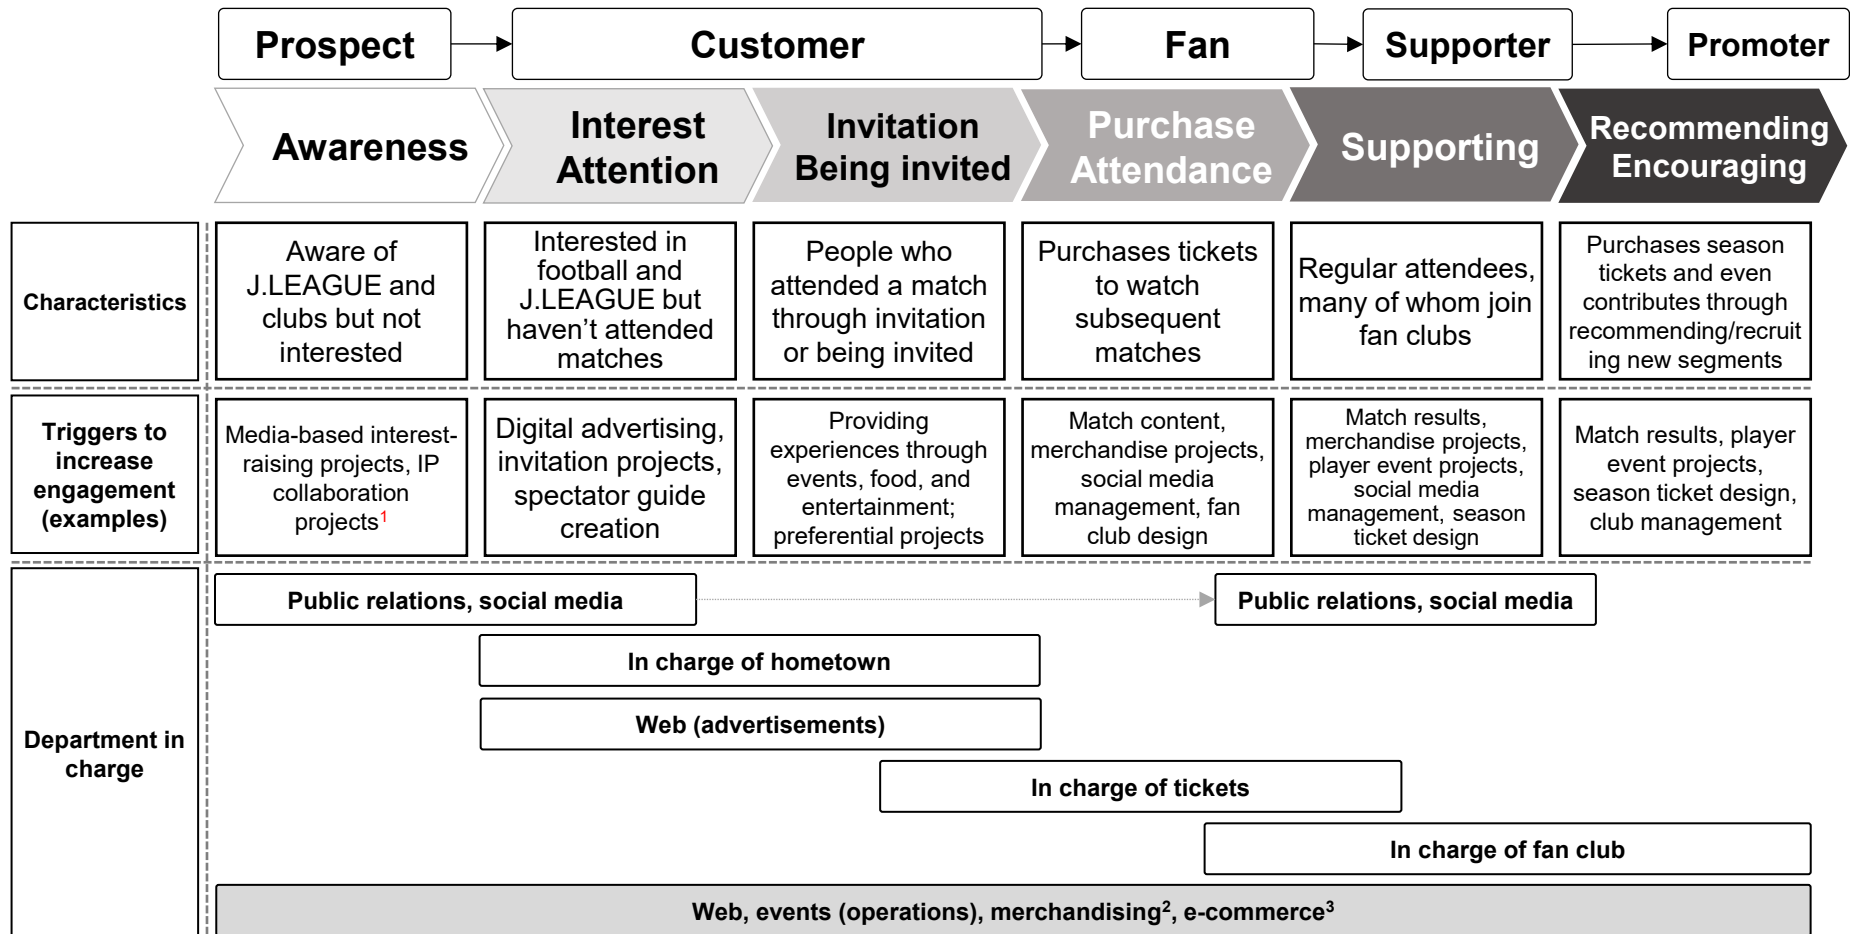 Prospect
Customer
Fan
Supporter
Promoter
Awareness
Interest
Attention
Invitation
Being invited
Purchase
Attendance
Supporting
Recommending
Encouraging
Characteristics
Aware of
J.LEAGUE and
clubs but not
interested
Interested in
football and
J.LEAGUE but
haven’t attended
matches
People who
attended a match
through invitation
or being invited
Purchases tickets
to watch
subsequent
matches
Regular attendees,
many of whom join
fan clubs
Purchases season
tickets and even
contributes through
recommending/recruit
ing new segments
Triggers to
increase
engagement
(examples)
Media-based interest-
raising projects, IP
collaboration
projects¹
Digital advertising,
invitation projects,
spectator guide
creation
Providing
experiences through
events, food, and
entertainment;
preferential projects
Match content,
merchandise projects,
social media
management, fan
club design
Match results,
merchandise projects,
player event projects,
social media
management, season
ticket design
Match results, player
event projects,
season ticket design,
club management
Department in
charge
Public relations, social media
Public relations, social media
In charge of hometown
Web (advertisements)
In charge of tickets
In charge of fan club
Web, events (operations), merchandising², e-commerce³